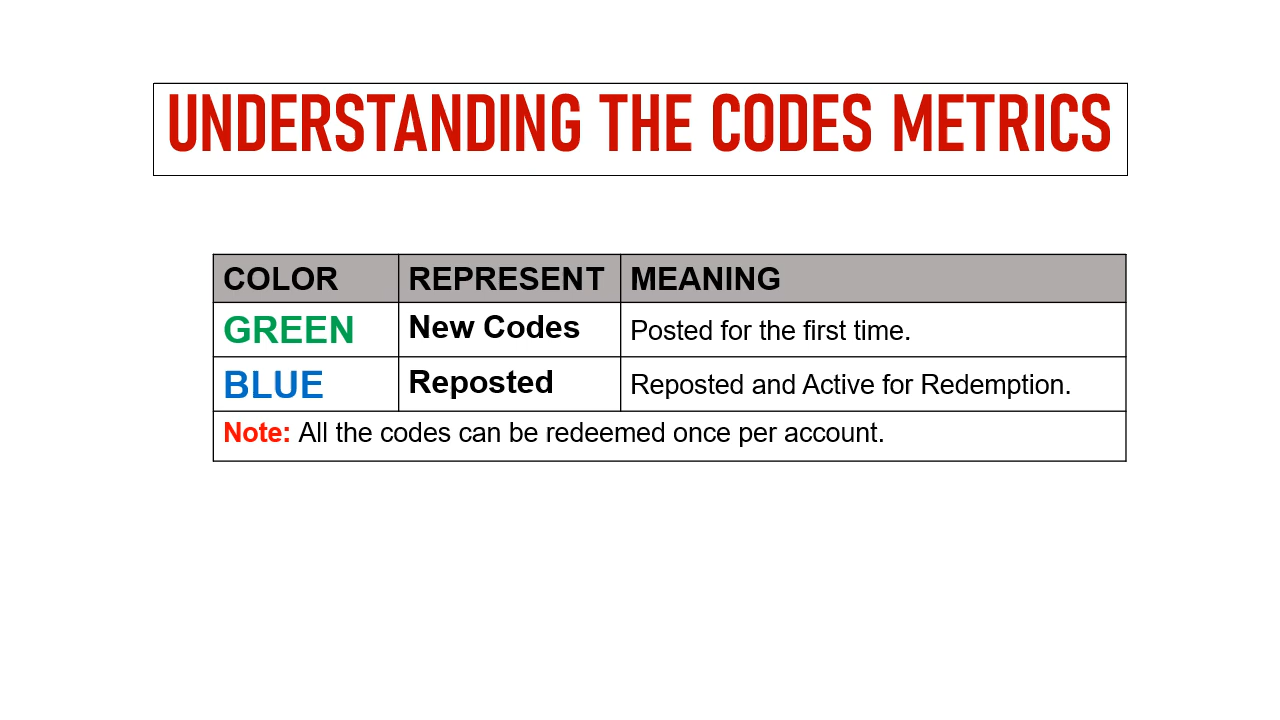 UNDERSTANDING THE CODES METRICS
COLOR REPRESENT MEANING
GREEN New Codes Posted for the first time.
BLUE Reposted Reposted and Active for Redemption.
Note: All the codes can be redeemed once per account.